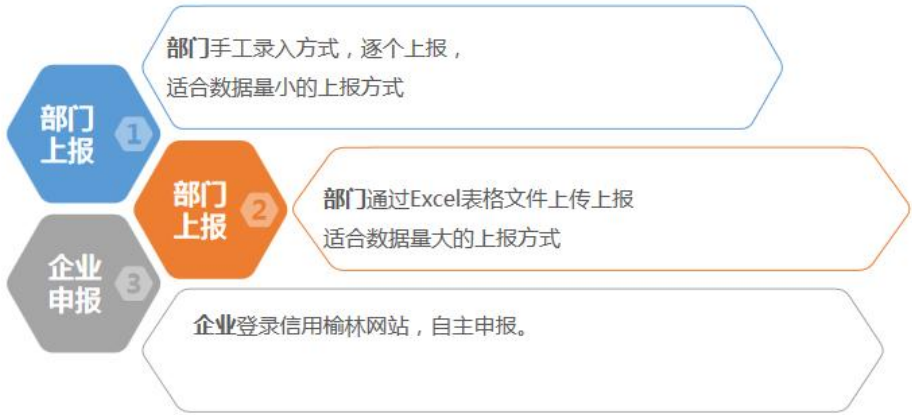 部门手工录入方式，逐个上报，
适合数据量小的上报方式
部门
上报
1
部门
上报
2
部门通过Excel表格文件上传上报
适合数据量大的上报方式
企业
申报
3
企业登录信用榆林网站，自主申报。